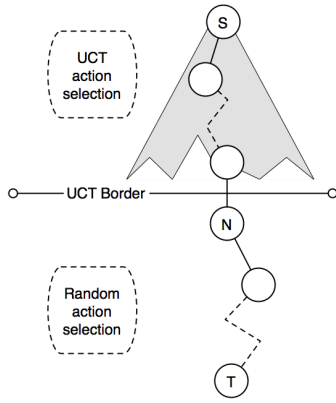 S
UCT
action
selection
UCT Border
N
Random
action
selection
T